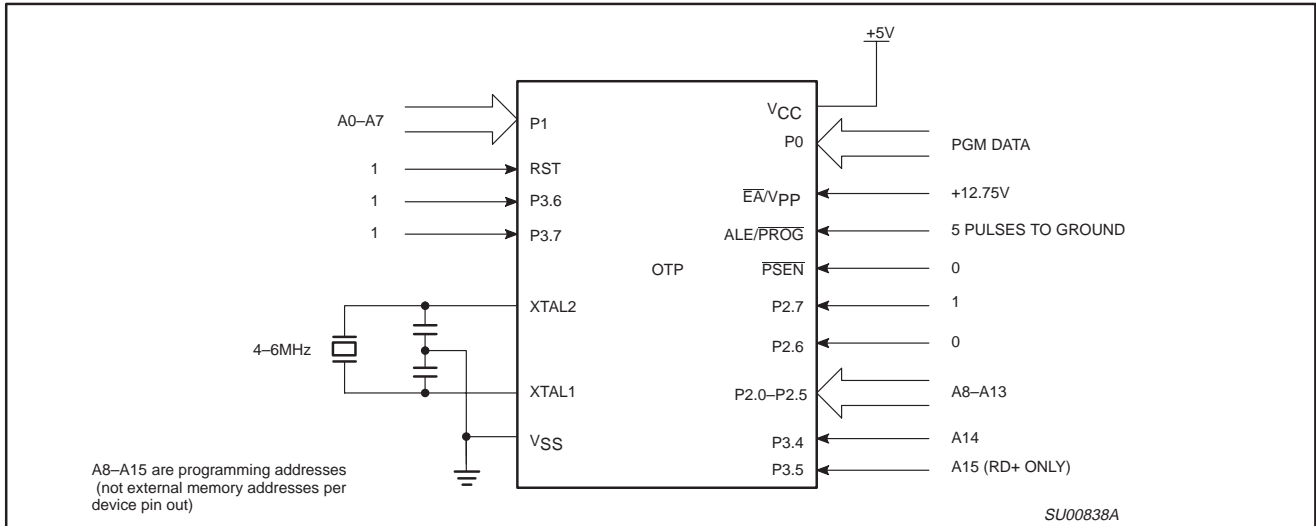 +5V
A0–A7
P1
VCC
P0
PGM DATA
1
RST
EA/VPP
+12.75V
1
P3.6
1
P3.7
ALE/PROG
5 PULSES TO GROUND
OTP
PSEN
0
XTAL2
P2.7
1
4–6MHz
P2.6
0
XTAL1
P2.0–P2.5
A8–A13
VSS
P3.4
A14
P3.5
A15 (RD+ ONLY)
A8–A15 are programming addresses
(not external memory addresses per
device pin out)
SU00838A